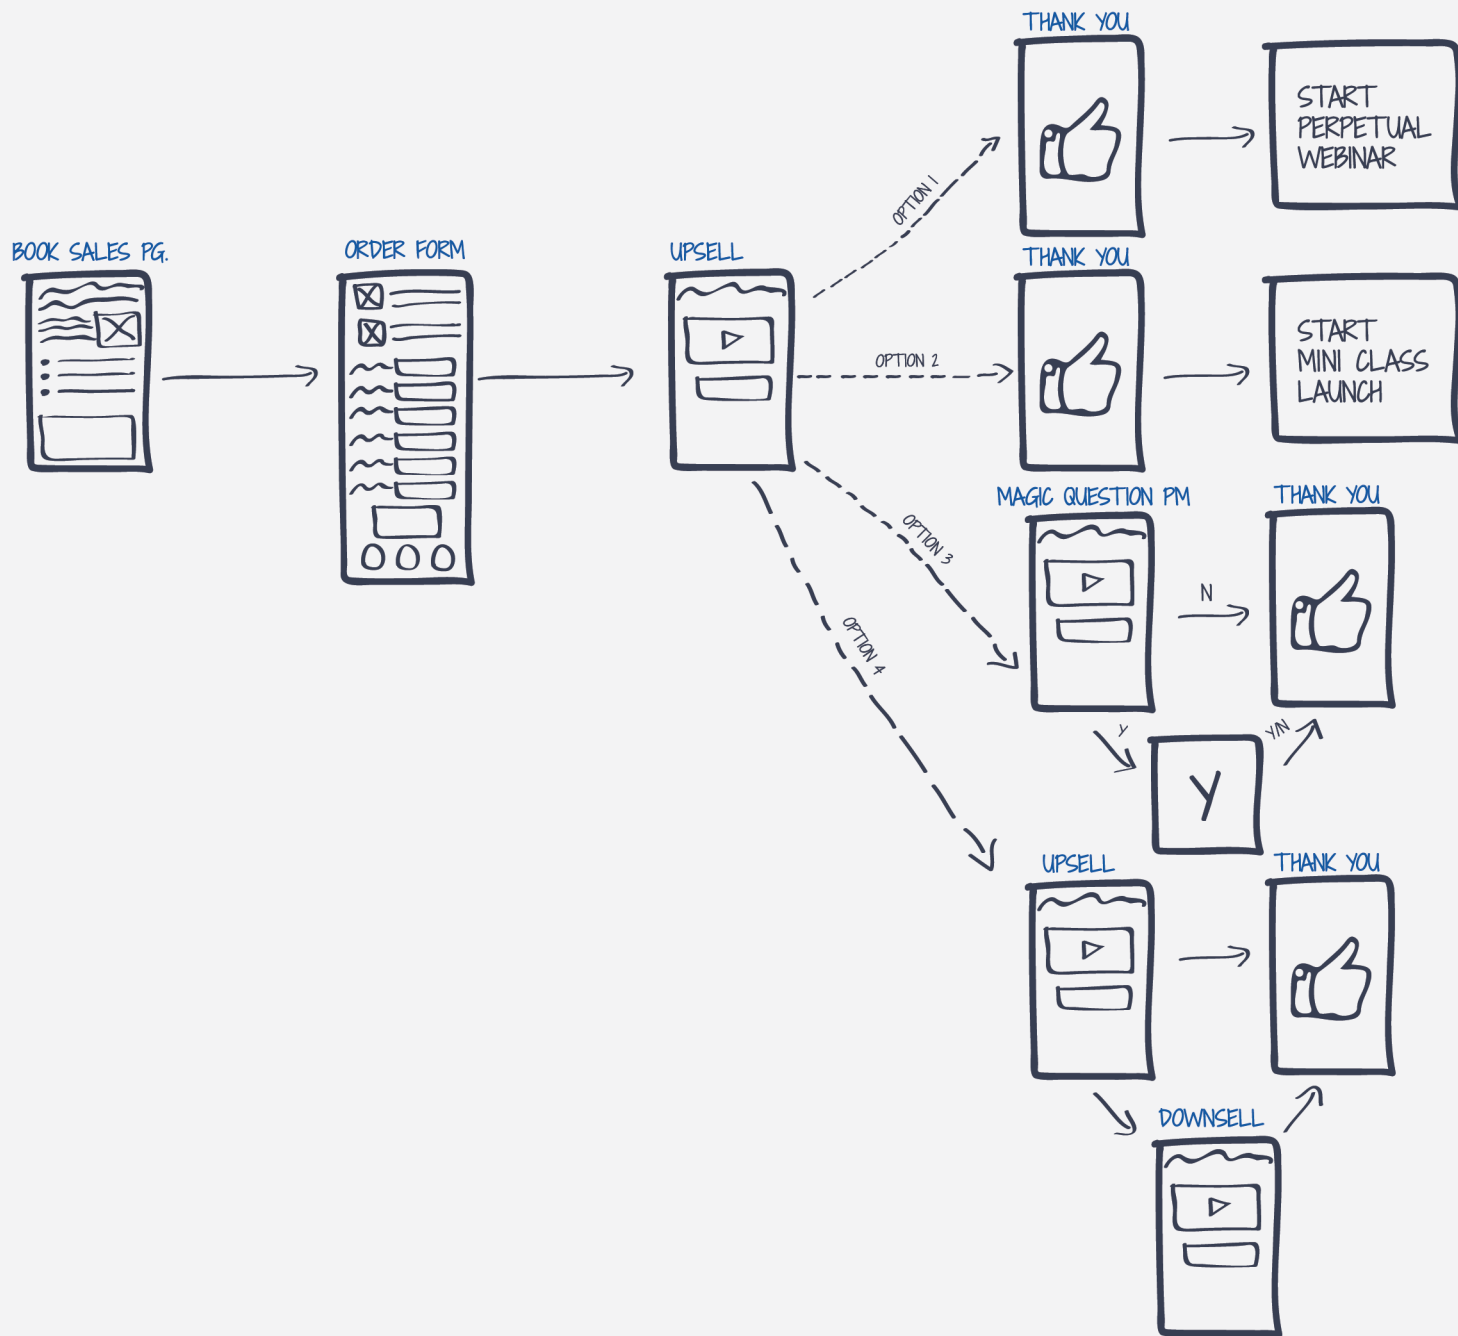 THANK YOU
START
PERPETUAL
WEBINAR
OPTION 1
BOOK SALES PG.
ORDER FORM
UPSELL
THANK YOU
START
MINI CLASS
LAUNCH
OPTION 2
MAGIC QUESTION PM
THANK YOU
OPTION 3
N
OPTION 4
Y
Y/N
Y
UPSELL
THANK YOU
DOWNSELL